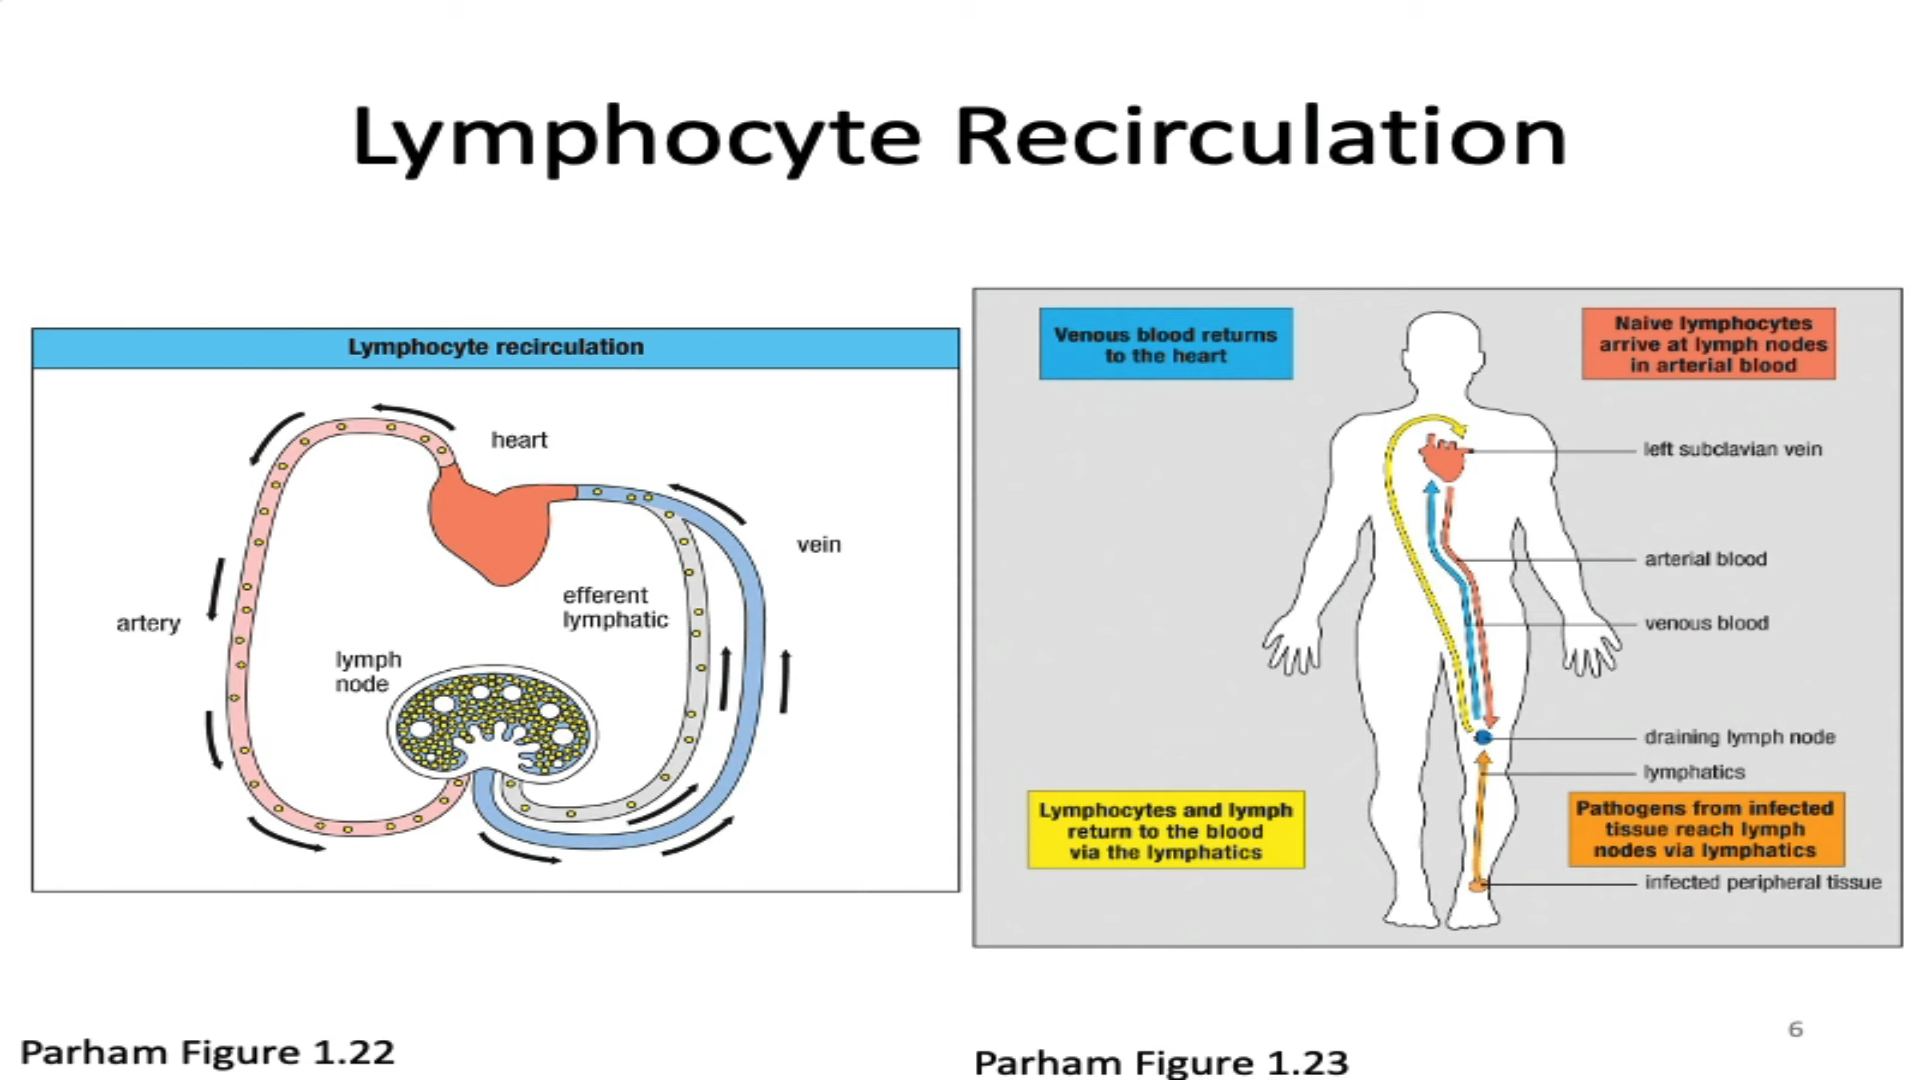 Lymphocyte Recirculation
Lymphocyte recirculation
heart
vein
efferent
lymphatic
artery
lymph
node
Venous blood returns
to the heart
Naive lymphocytes
arrive at lymph nodes
in arterial blood
left subclavian vein
arterial blood
venous blood
draining lymph node
lymphatics
Lymphocytes and lymph
return to the blood
via the lymphatics
Pathogens from infected
tissue reach lymph
nodes via lymphatics
infected peripheral tissue
Parham Figure 1.22
Parham Figure 1.23
6